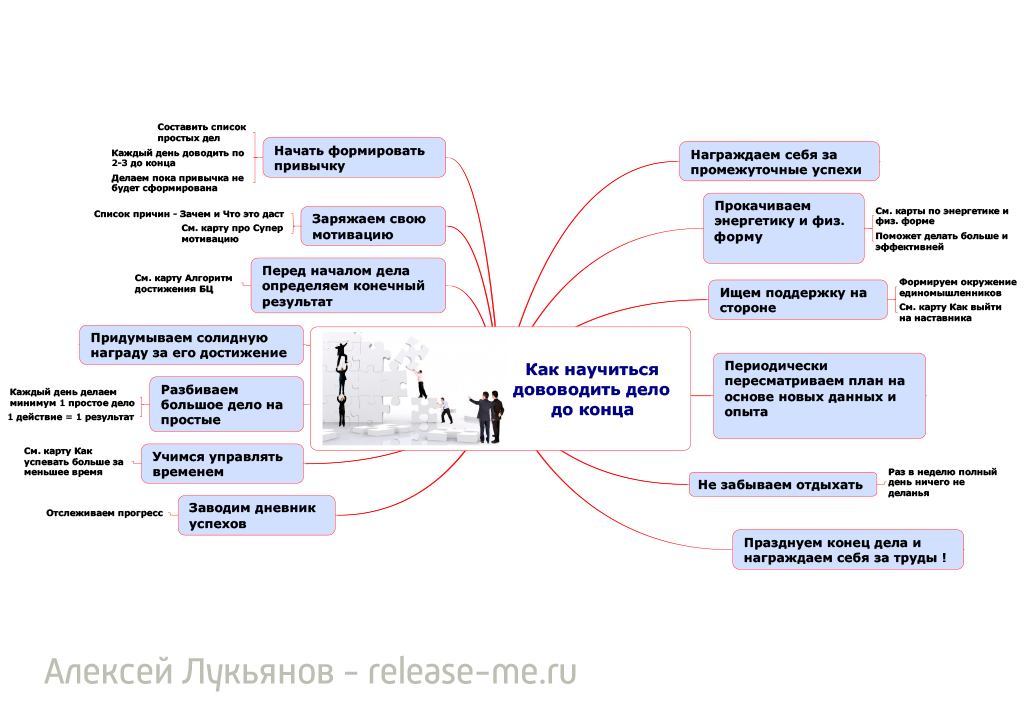 Как научиться
дововодить дело
до конца
Награждаем себя за
промежуточные успехи
Прокачиваем
энергетику и физ.
форму
См. карты по энергетике и
физ. форме
Поможет делать больше и
эффективней
Ищем поддержку на
стороне
Формируем окружение
единомышленников
См. карту Как выйти
на наставника
Периодически
пересматриваем план на
основе новых данных и
опыта
Не забываем отдыхать
Раз в неделю полный
день ничего не
деланья
Празднуем конец дела и
награждаем себя за труды !
Начать формировать
привычку
Составить список
простых дел
Каждый день доводить по
2-3 до конца
Делаем пока привычка не
будет сформирована
Заряжаем свою
мотивацию
Список причин - Зачем и Что это даст
См. карту про Супер
мотивацию
Перед началом дела
определяем конечный
результат
См. карту Алгоритм
достижения БЦ
Придумываем солидную
награду за его достижение
Разбиваем
большое дело на
простые
Каждый день делаем
минимум 1 простое дело
1 действие = 1 результат
Учимся управлять
временем
См. карту Как
успевать больше за
меньшее время
Заводим дневник
успехов
Отслеживаем прогресс
Алексей Лукьянов - release-me.ru